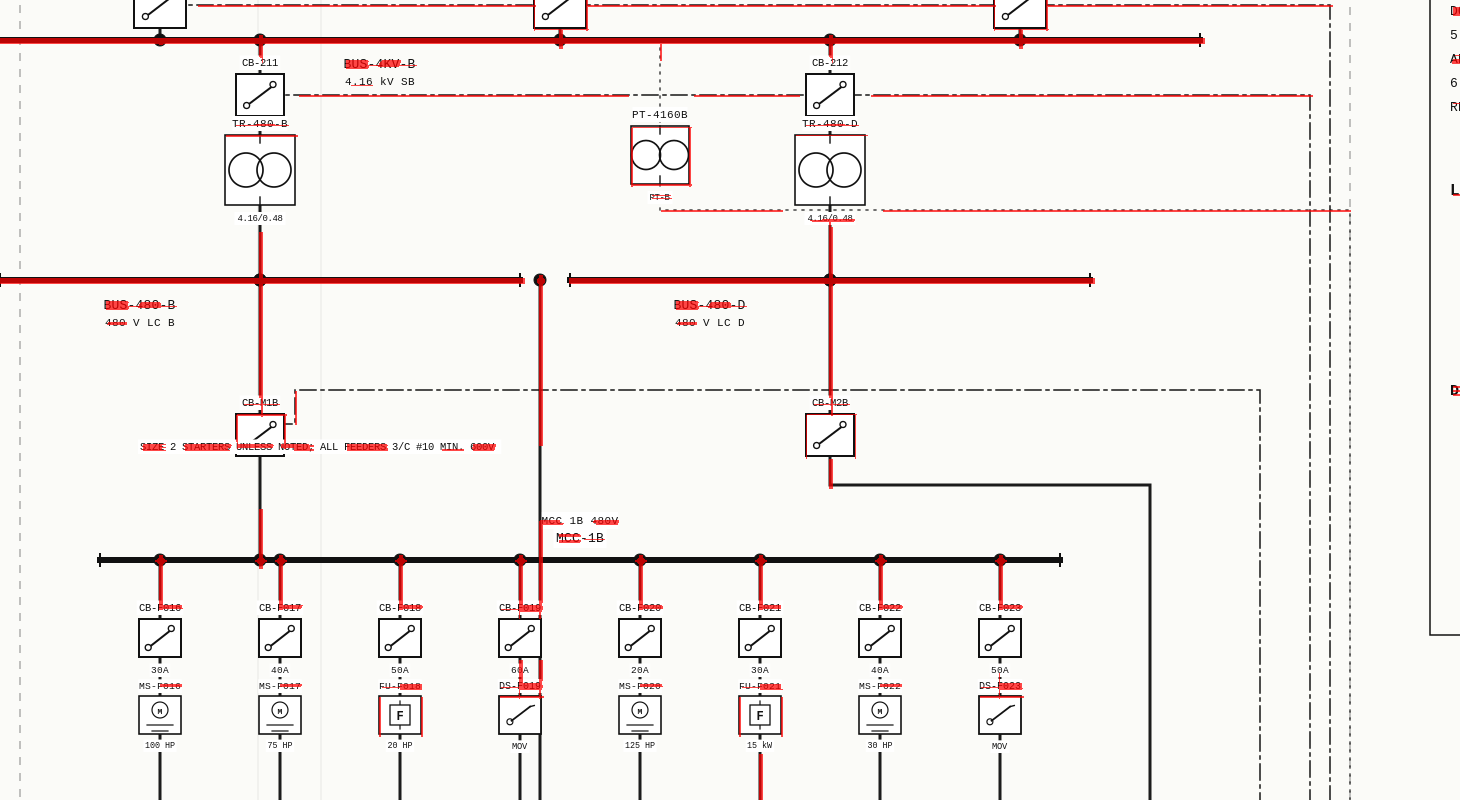 CB-211
BUS-4KV-B
CB-212
4.16 kV SB
PT-4160B
TR-480-B
TR-480-D
PT-B
4.16/0.48
4.16/0.48
BUS-480-B
BUS-480-D
480 V LC B
480 V LC D
CB-M1B
CB-M2B
SIZE 2 STARTERS UNLESS NOTED; ALL FEEDERS 3/C #10 MIN. 600V
MCC 1B 480V
MCC-1B
CB-F016 CB-F017 CB-F018 CB-F019 CB-F020 CB-F021 CB-F022 CB-F023
30A 40A 50A 60A 20A 30A 40A 50A
MS-F016 MS-F017 FU-F018 DS-F019 MS-F020 FU-F021 MS-F022 DS-F023
M M F M F M
100 HP 75 HP 20 HP MOV 125 HP 15 kW 30 HP MOV
5
6
L